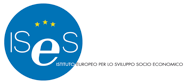 ISeS
ISTITUTO EUROPEO PER LO SVILUPPO SOCIO ECONOMICO